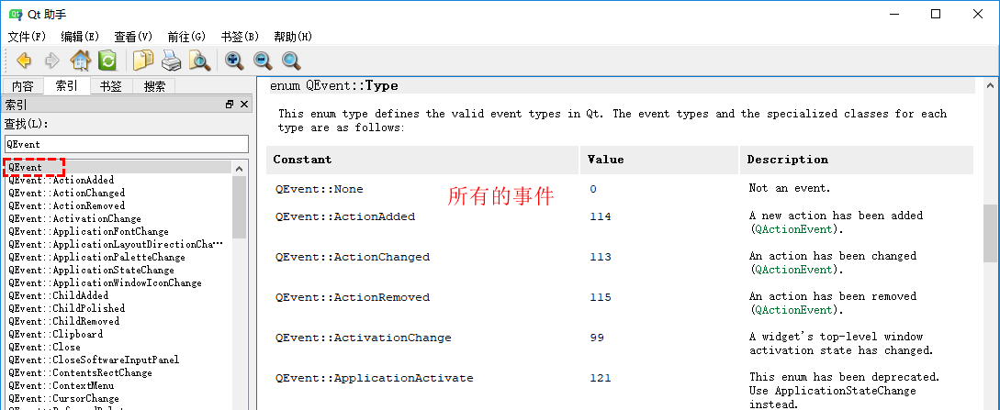 Qt 助手
文件(F) 编辑(E) 查看(V) 前往(G) 书签(B) 帮助(H)
内容 索引 书签 搜索
索引
查找(L):
QEvent
QEvent
QEvent::ActionAdded
QEvent::ActionChanged
QEvent::ActionRemoved
QEvent::ActivationChange
QEvent::ApplicationFontChange
QEvent::ApplicationLayoutDirectionCha…
QEvent::ApplicationPaletteChange
QEvent::ApplicationStateChange
QEvent::ApplicationWindowIconChange
QEvent::ChildAdded
QEvent::ChildPolished
QEvent::ChildRemoved
QEvent::Clipboard
QEvent::Close
QEvent::CloseSoftwareInputPanel
QEvent::ContentsRectChange
QEvent::ContextMenu
QEvent::CursorChange
enum QEvent::Type
This enum type defines the valid event types in Qt. The event types and the specialized classes for each
type are as follows:
Constant Value Description
所有的事件
QEvent::None 0 Not an event.
QEvent::ActionAdded 114 A new action has been added
(QActionEvent).
QEvent::ActionChanged 113 An action has been changed
(QActionEvent).
QEvent::ActionRemoved 115 An action has been removed
(QActionEvent).
QEvent::ActivationChange 99 A widget's top-level window
activation state has changed.
QEvent::ApplicationActivate 121 This enum has been deprecated.
Use ApplicationStateChange
instead.